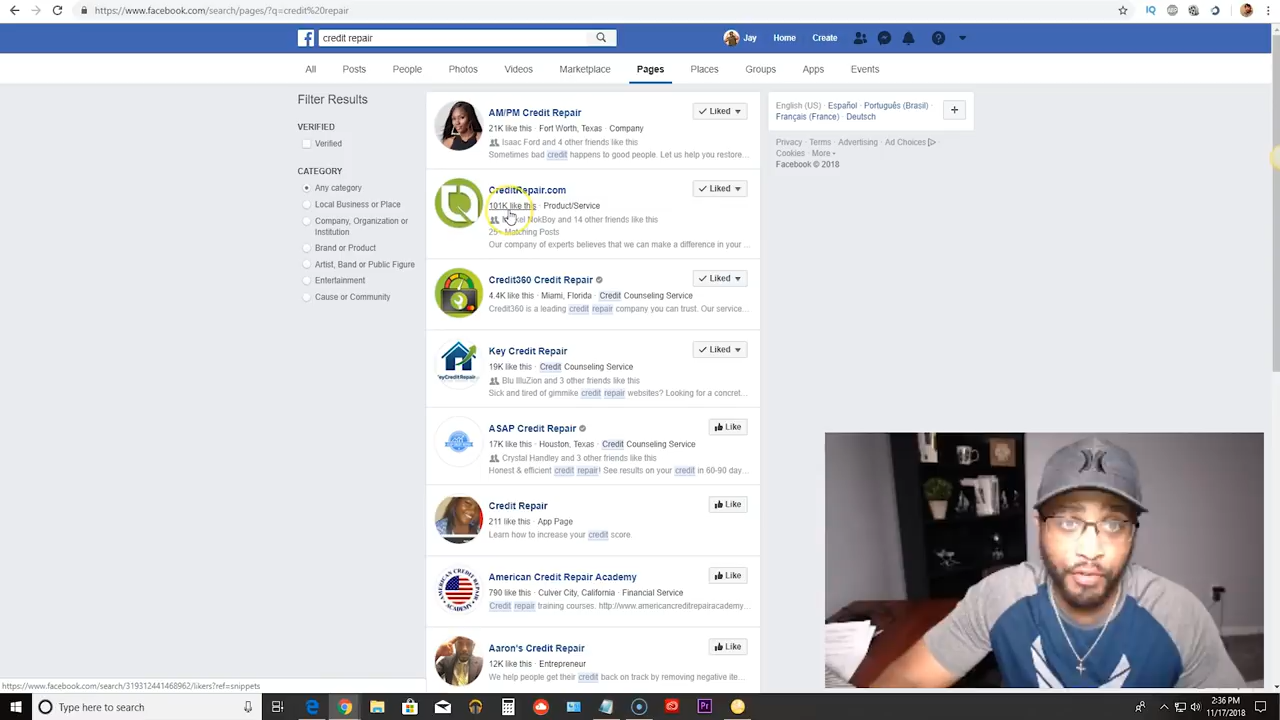 https://www.facebook.com/search/pages/?q=credit%20repair
credit repair
Jay Home Create
All Posts People Photos Videos Marketplace Pages Places Groups Apps Events
Filter Results
VERIFIED
Verified
CATEGORY
Any category
Local Business or Place
Company, Organization or
Institution
Brand or Product
Artist, Band or Public Figure
Entertainment
Cause or Community
AM/PM Credit Repair
Liked
21K like this · Fort Worth, Texas · Company
Isaac Ford and 4 other friends like this
Sometimes bad credit happens to good people. Let us help you restore...
CreditRepair.com
Liked
101K like this · Product/Service
NokBoy and 14 other friends like this
Matching Posts
Our company of experts believes that we can make a difference in your ...
Credit360 Credit Repair
Liked
4.4K like this · Miami, Florida · Credit Counseling Service
Credit360 is a leading credit repair company you can trust. Our service...
Key Credit Repair
Liked
19K like this · Credit Counseling Service
Blu IlluZion and 3 other friends like this
Sick and tired of gimmike credit repair websites? Looking for a concret...
KeyCreditRepair
ASAP Credit Repair
Like
17K like this · Houston, Texas · Credit Counseling Service
Crystal Handley and 3 other friends like this
Honest & efficient credit repair! See results on your credit in 60-90 day...
Credit Repair
Like
211 like this · App Page
Learn how to increase your credit score.
American Credit Repair Academy
Like
790 like this · Culver City, California · Financial Service
Credit repair training courses. http://www.americancreditrepairacademy...
Aaron's Credit Repair
Like
12K like this · Entrepreneur
We help people get their credit back on track by removing negative ite...
English (US) · Español · Português (Brasil) ·
Français (France) · Deutsch
Privacy · Terms · Advertising · Ad Choices ·
Cookies · More
Facebook © 2018
https://www.facebook.com/search/319312441468962/likers?ref=snippets
Type here to search
2:36 PM
11/17/2018